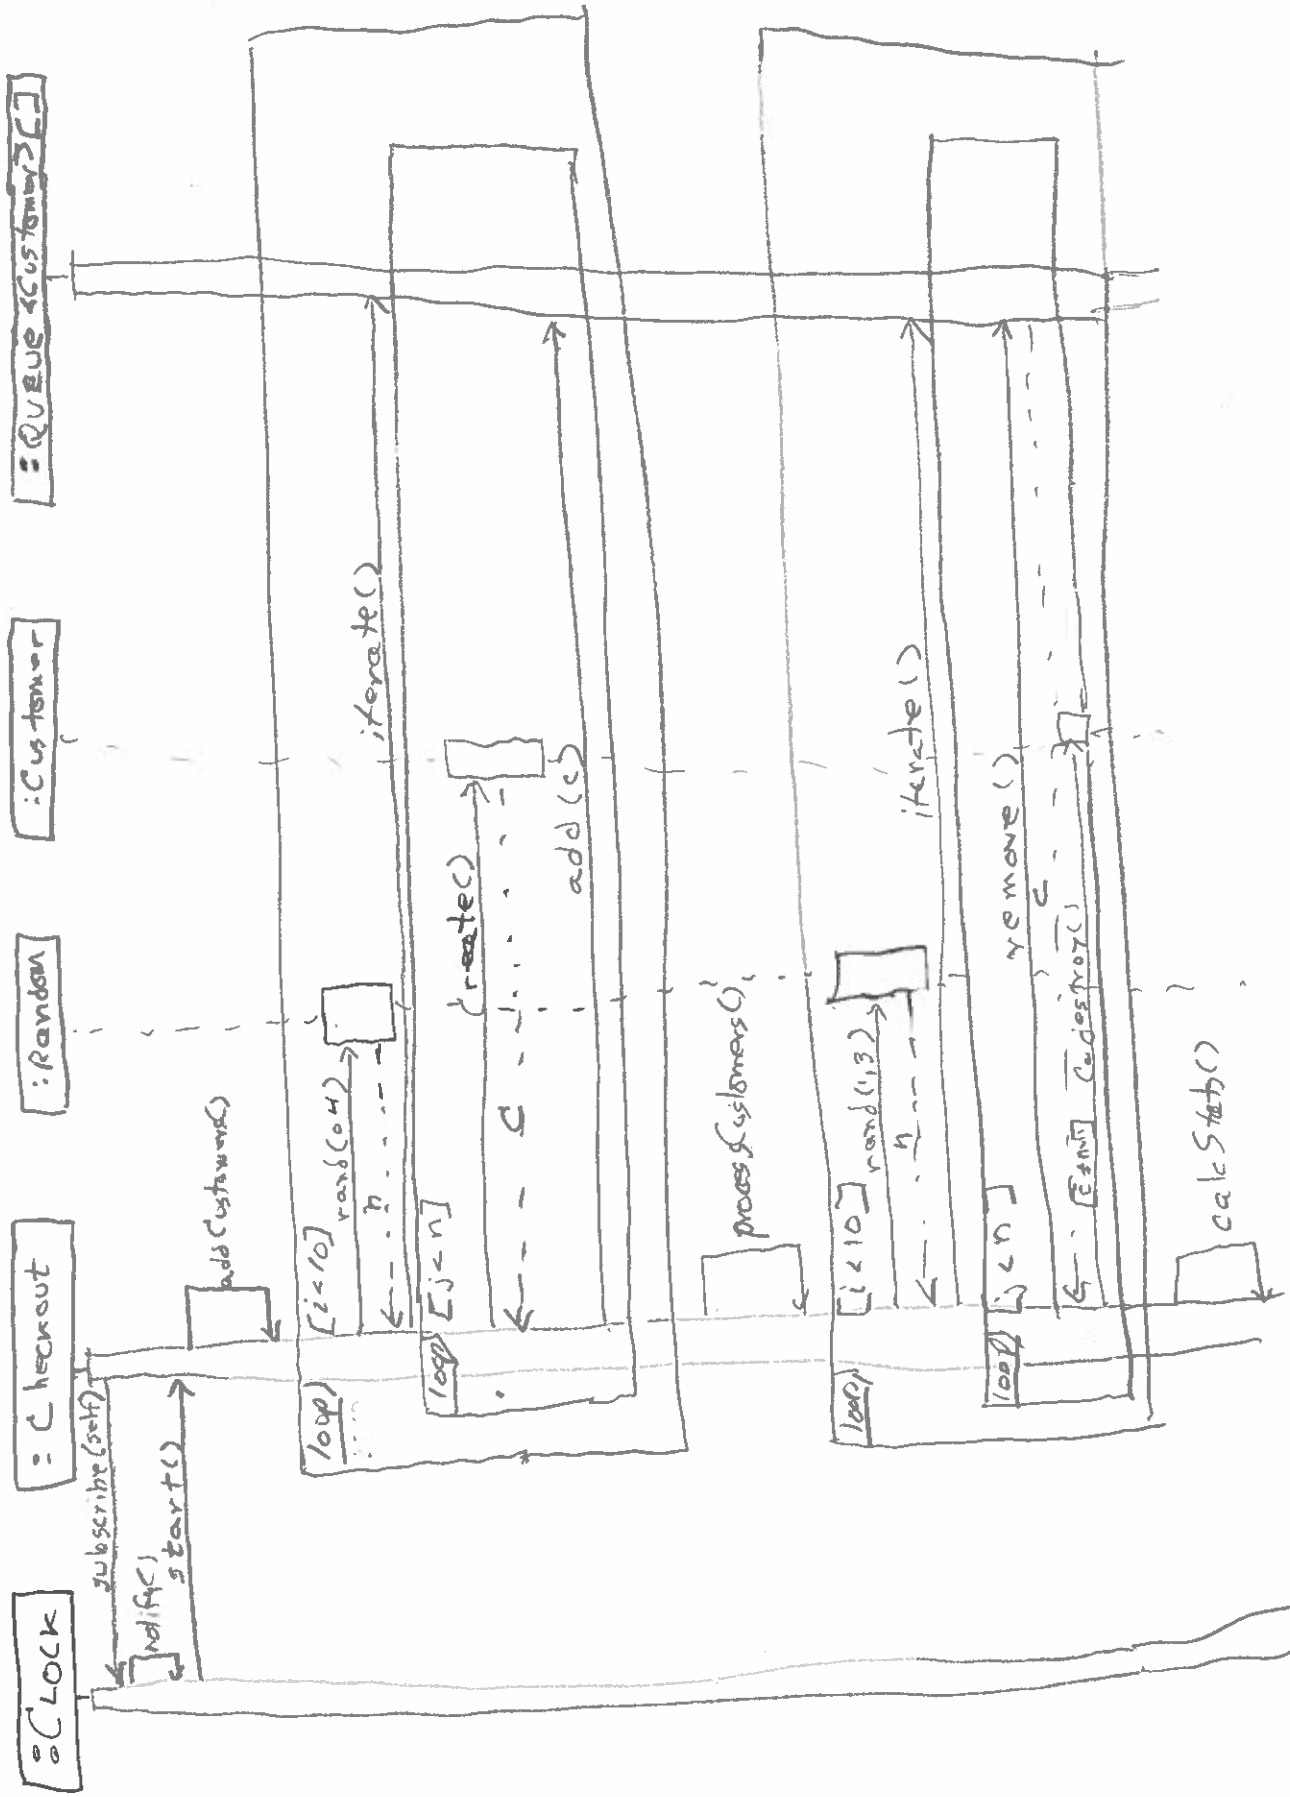 :CLOCK
:Checkout
:Random
:Customer
:QUEUE <Customer>[]
subscribe(self)
notify()
start()
addCustomers()
loop
[i<10]
rand(0,4)
n
iterate()
loop
[j<n]
create()
c
add(c)
processCustomers()
loop
[i<10]
rand(1,3)
n
iterate()
loop
[j<n]
remove()
c
destroy()
calcStats()